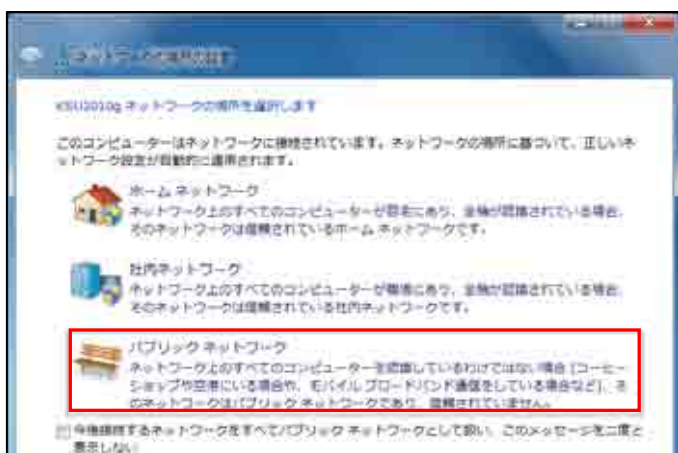 ネットワークの場所の設定
KSU2010g ネットワークの場所を選択します
このコンピューターはネットワークに接続されています。ネットワークの場所に基づいて、正しいネ
ットワーク設定が自動的に適用されます。
ホーム ネットワーク
ネットワーク上のすべてのコンピューターが自宅にあり、全機が認識されている場合、
そのネットワークは信頼されているホーム ネットワークです。
社内ネットワーク
ネットワーク上のすべてのコンピューターが職場にあり、全機が認識されている場合、
そのネットワークは信頼されている社内ネットワークです。
パブリック ネットワーク
ネットワーク上のすべてのコンピューターを認識しているわけではない場合 (コーヒー
ショップや空港にいる場合や、モバイル ブロードバンド通信をしている場合など)、そ
のネットワークはパブリック ネットワークであり、信頼されていません。
今後接続するネットワークをすべてパブリック ネットワークとして扱い、このメッセージを二度と
表示しない